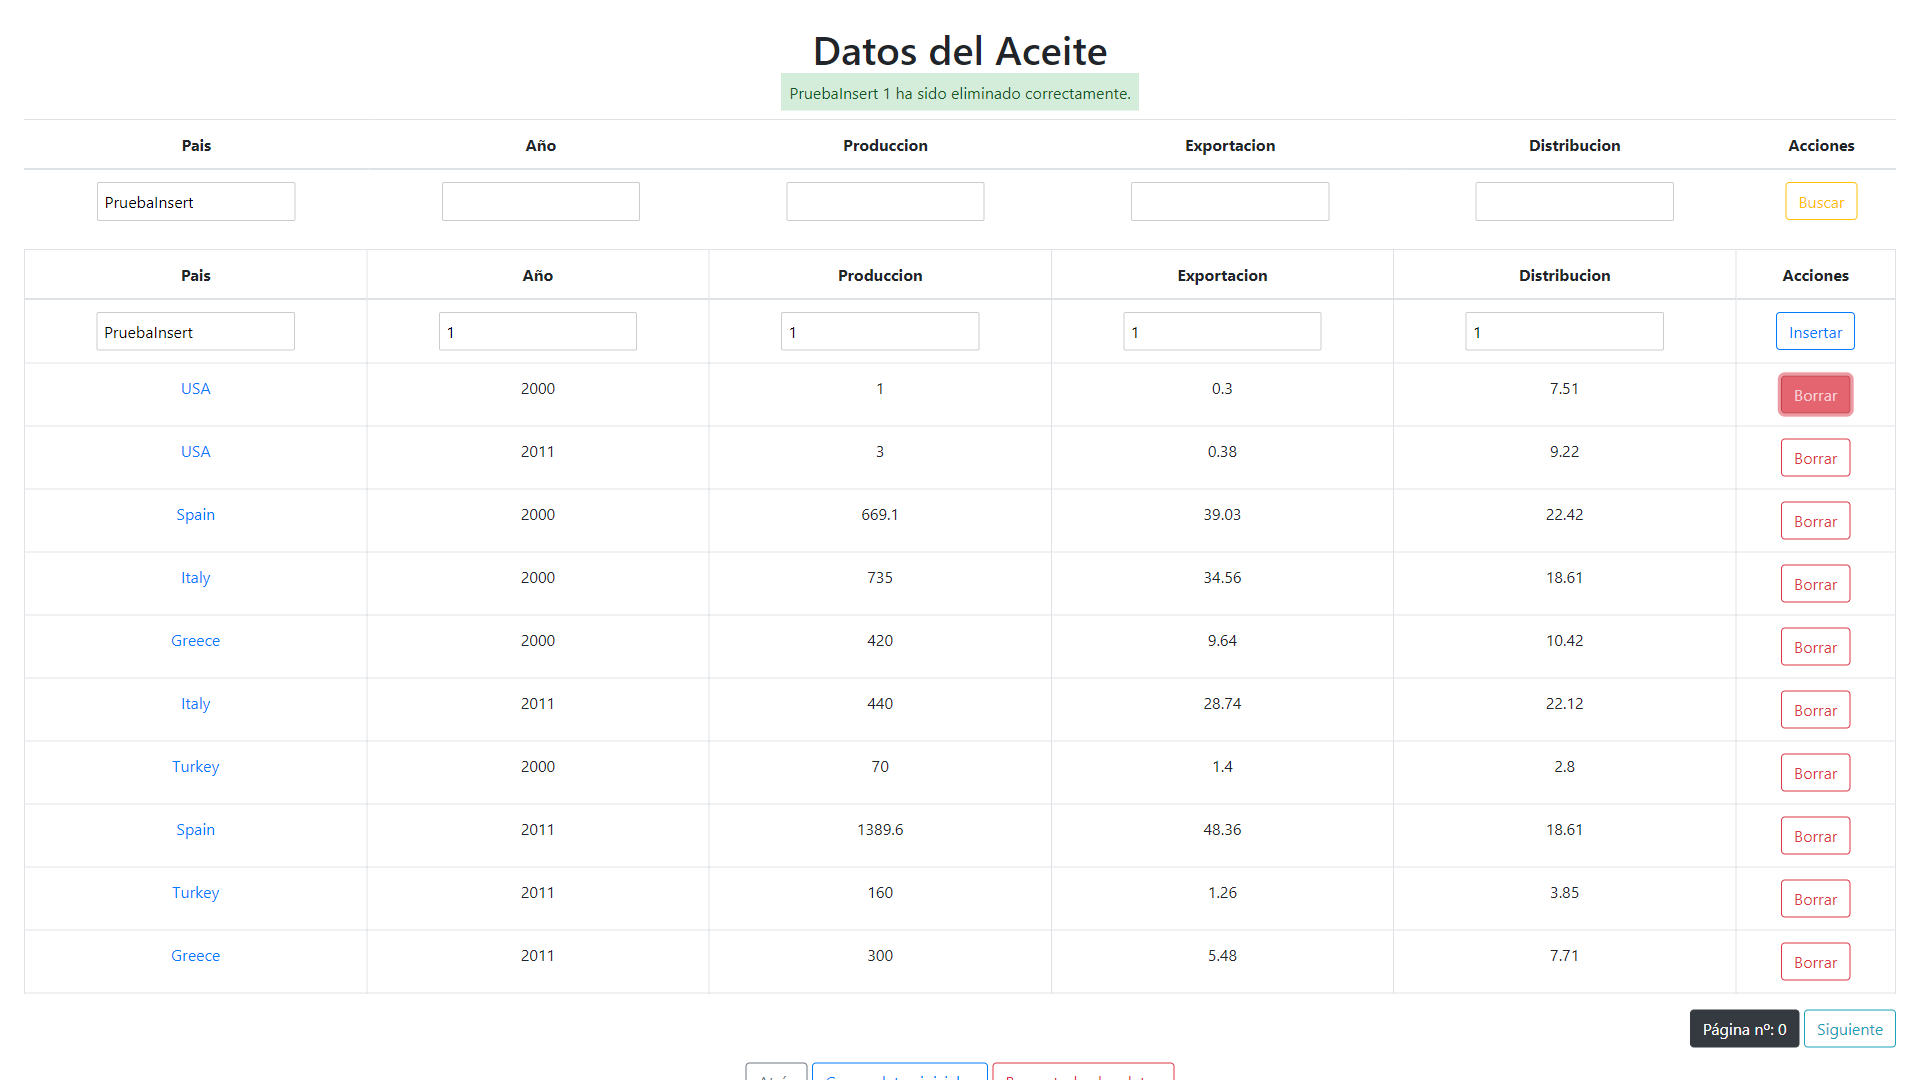 Datos del Aceite
PruebaInsert 1 ha sido eliminado correctamente.
Pais Año Produccion Exportacion Distribucion Acciones
PruebaInsert Buscar
Pais Año Produccion Exportacion Distribucion Acciones
PruebaInsert 1 1 1 1 Insertar
USA 2000 1 0.3 7.51 Borrar
USA 2011 3 0.38 9.22 Borrar
Spain 2000 669.1 39.03 22.42 Borrar
Italy 2000 735 34.56 18.61 Borrar
Greece 2000 420 9.64 10.42 Borrar
Italy 2011 440 28.74 22.12 Borrar
Turkey 2000 70 1.4 2.8 Borrar
Spain 2011 1389.6 48.36 18.61 Borrar
Turkey 2011 160 1.26 3.85 Borrar
Greece 2011 300 5.48 7.71 Borrar
Página nº: 0 Siguiente